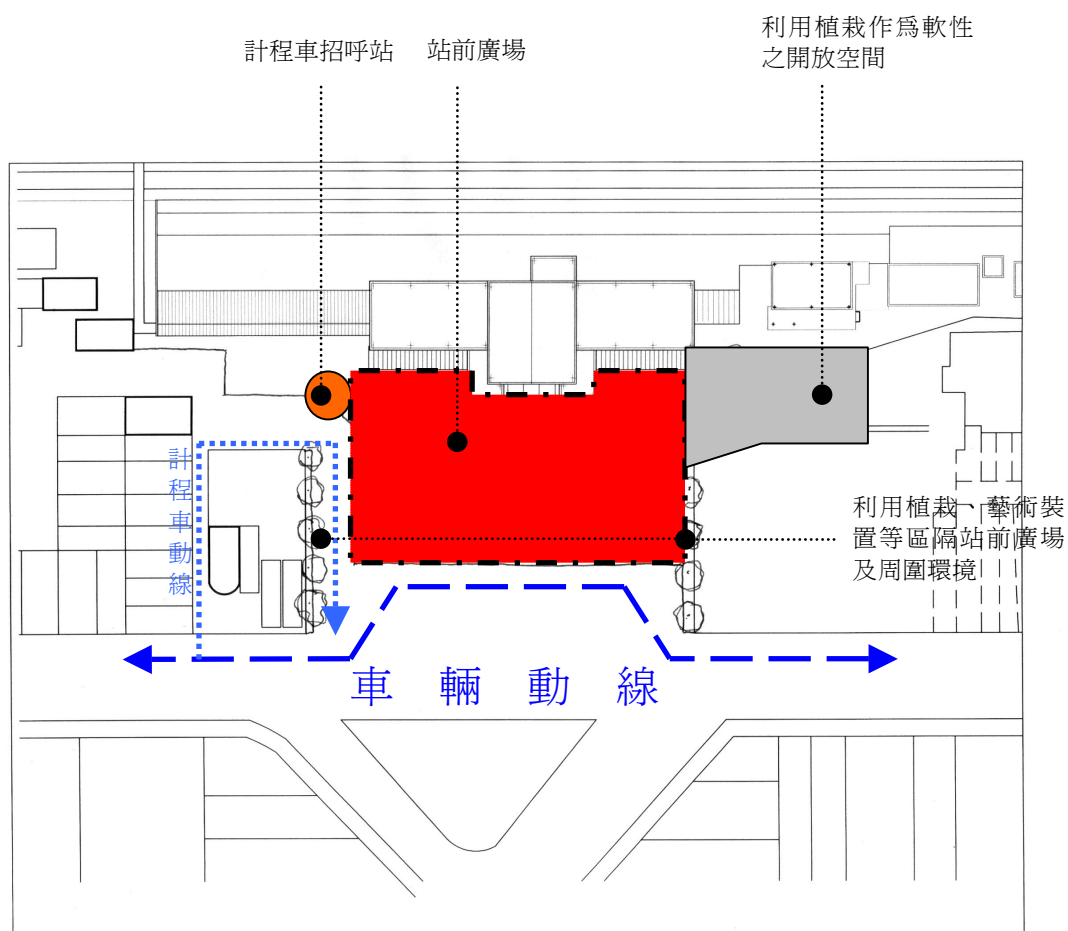 利用植栽作為軟性
之開放空間
計程車招呼站
站前廣場
計程車動線
利用植栽、藝術裝
置等區隔站前廣場
及周圍環境
車輛動線